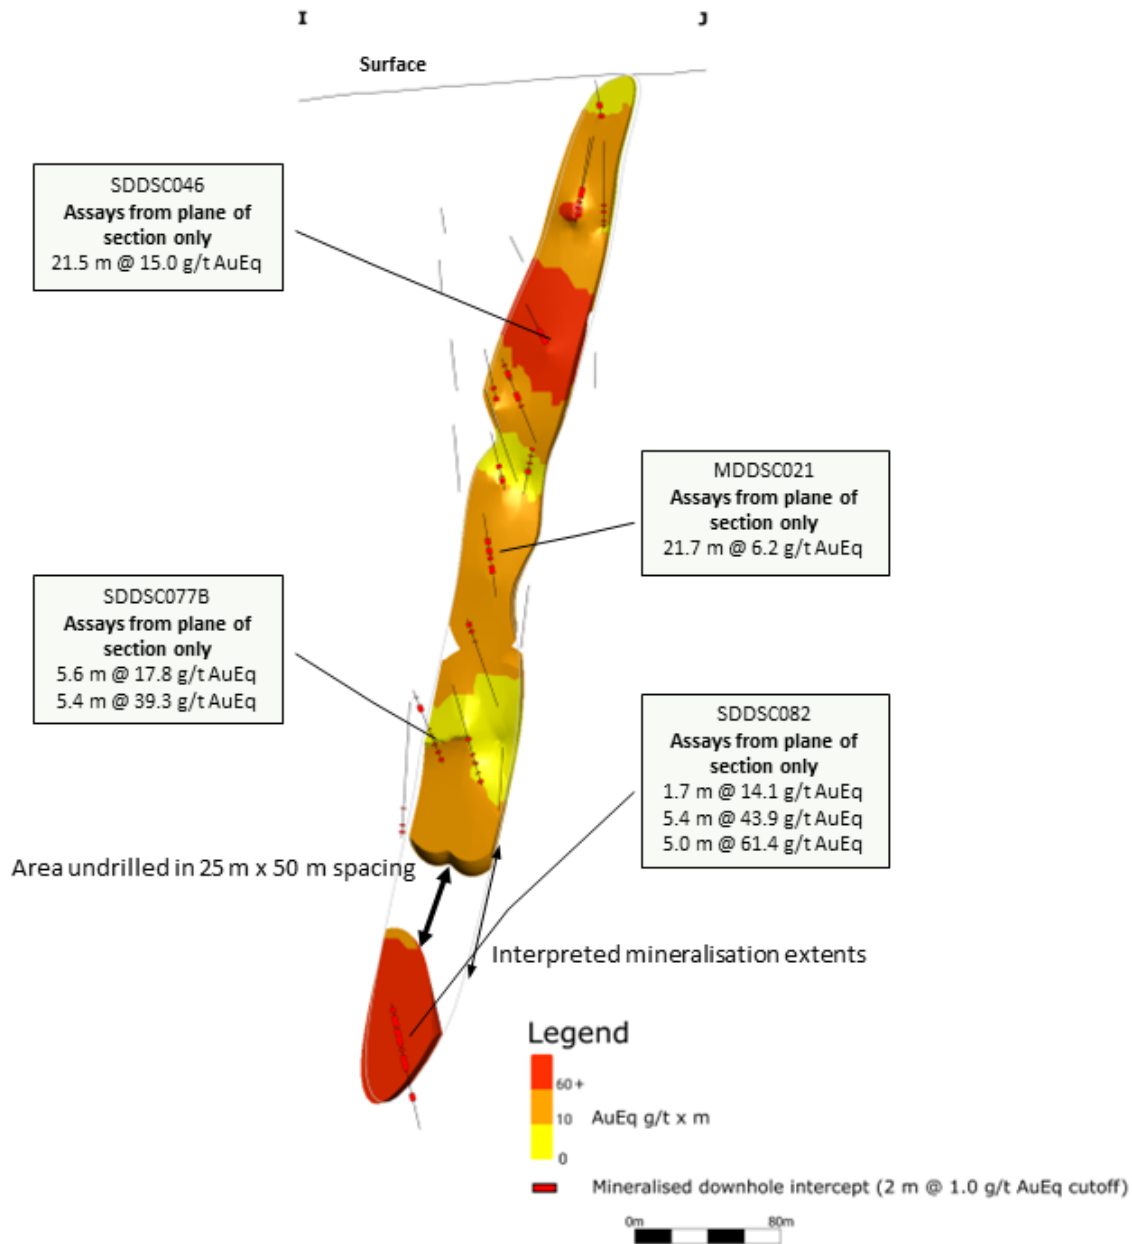 I
J
Surface
SDDSC046
Assays from plane of
section only
21.5 m @ 15.0 g/t AuEq
MDDSC021
Assays from plane of
section only
21.7 m @ 6.2 g/t AuEq
SDDSC077B
Assays from plane of
section only
5.6 m @ 17.8 g/t AuEq
5.4 m @ 39.3 g/t AuEq
SDDSC082
Assays from plane of
section only
1.7 m @ 14.1 g/t AuEq
5.4 m @ 43.9 g/t AuEq
5.0 m @ 61.4 g/t AuEq
Area undrilled in 25 m x 50 m spacing
Interpreted mineralisation extents
Legend
60+
10
AuEq g/t x m
0
Mineralised downhole intercept (2 m @ 1.0 g/t AuEq cutoff)
0m
80m